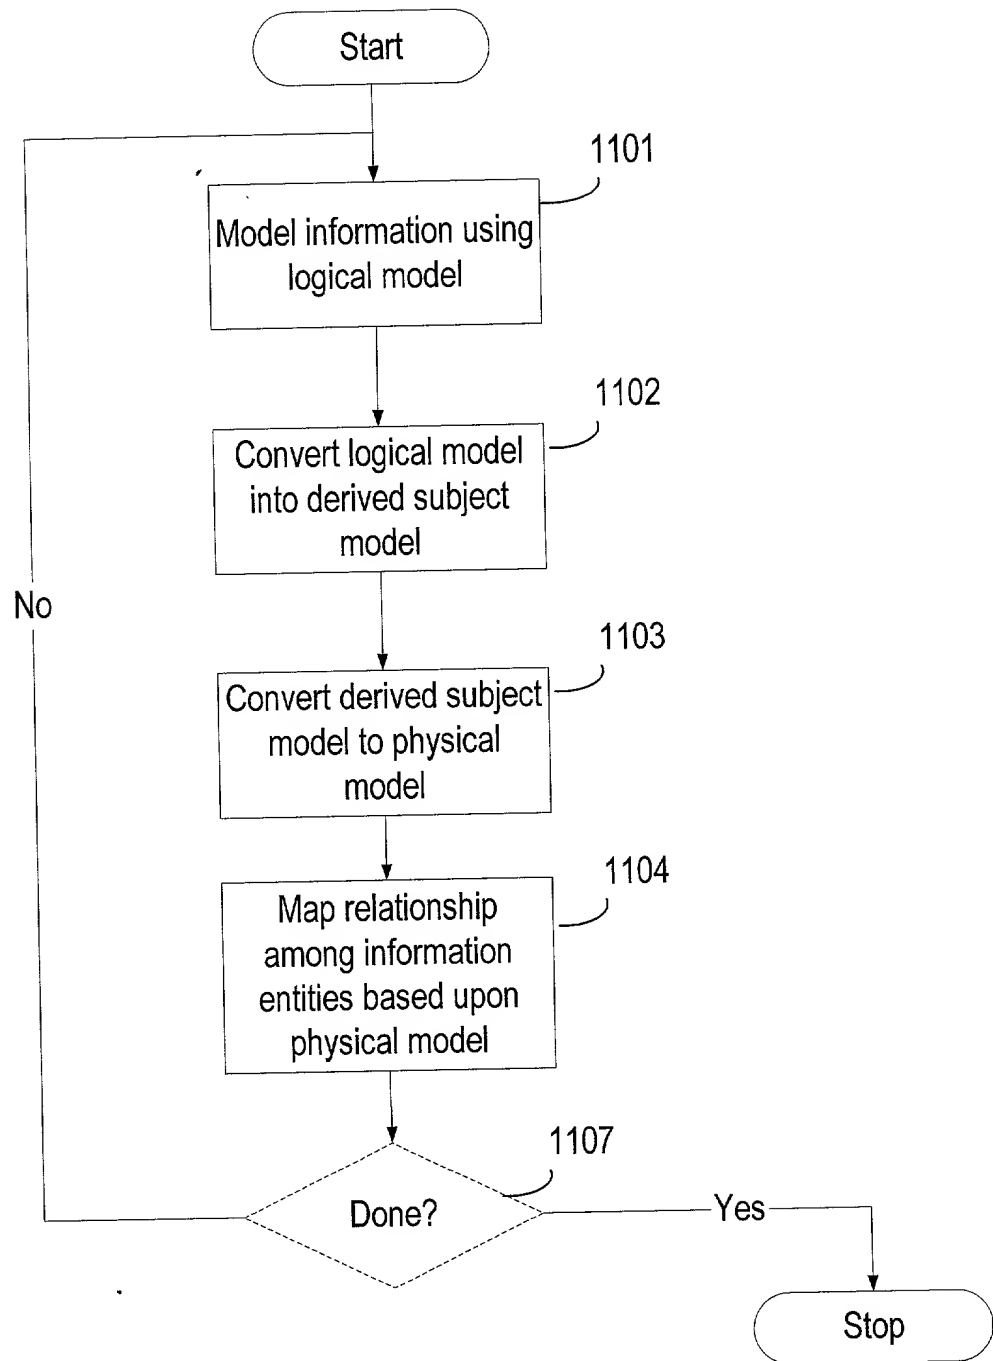 Start
1101
Model information using
logical model
1102
Convert logical model
into derived subject
model
No
1103
Convert derived subject
model to physical
model
1104
Map relationship
among information
entities based upon
physical model
1107
Done?
Yes
Stop